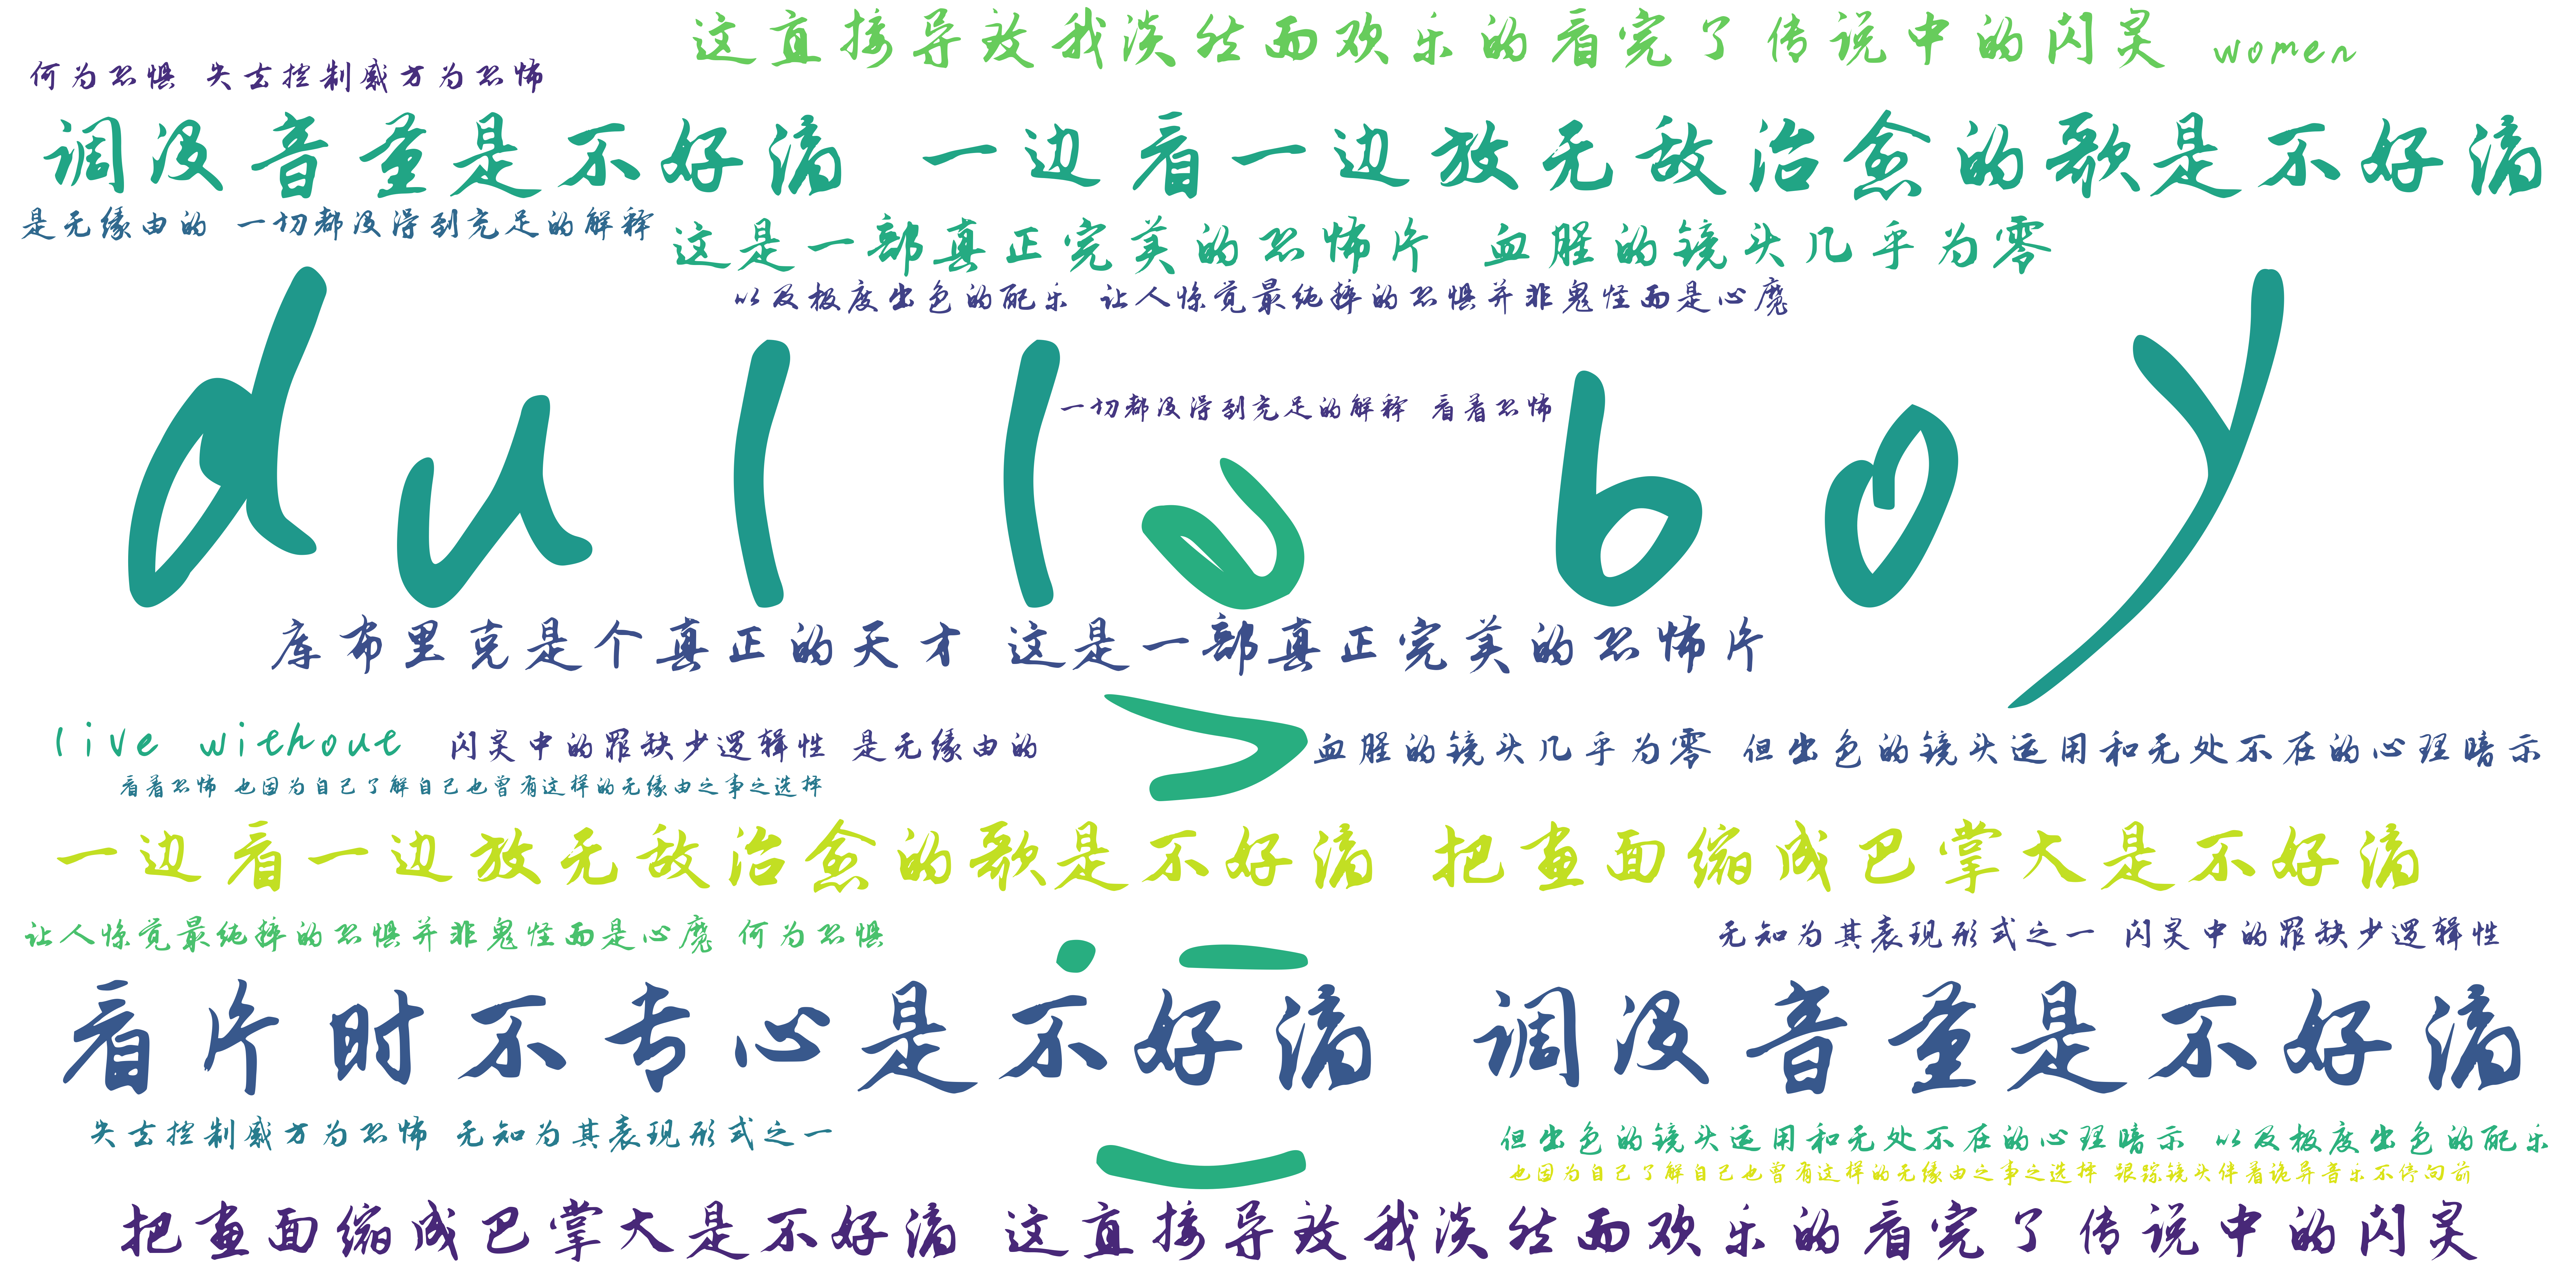 这直接导致我淡然而欢乐的看完了传说中的闪灵 women
何为恐惧 失去控制感方为恐怖
调没音量是不好滴 一边看一边放无敌治愈的歌是不好滴
是无缘由的 一切都没得到充足的解释
这是一部真正完美的恐怖片 血腥的镜头几乎为零
以及极度出色的配乐 让人惊觉最纯粹的恐惧并非鬼怪而是心魔
dull boy
一切都没得到充足的解释 看着恐怖
库布里克是个真正的天才 这是一部真正完美的恐怖片
live without
闪灵中的罪缺少逻辑性 是无缘由的
血腥的镜头几乎为零 但出色的镜头运用和无处不在的心理暗示
看着恐怖 也因为自己了解自己也曾有这样的无缘由之事之选择
一边看一边放无敌治愈的歌是不好滴 把画面缩成巴掌大是不好滴
让人惊觉最纯粹的恐惧并非鬼怪而是心魔 何为恐惧
无知为其表现形式之一 闪灵中的罪缺少逻辑性
看片时不专心是不好滴 调没音量是不好滴
失去控制感方为恐怖 无知为其表现形式之一
但出色的镜头运用和无处不在的心理暗示 以及极度出色的配乐
也因为自己了解自己也曾有这样的无缘由之事之选择 跟踪镜头伴着诡异音乐不停向前
把画面缩成巴掌大是不好滴 这直接导致我淡然而欢乐的看完了传说中的闪灵